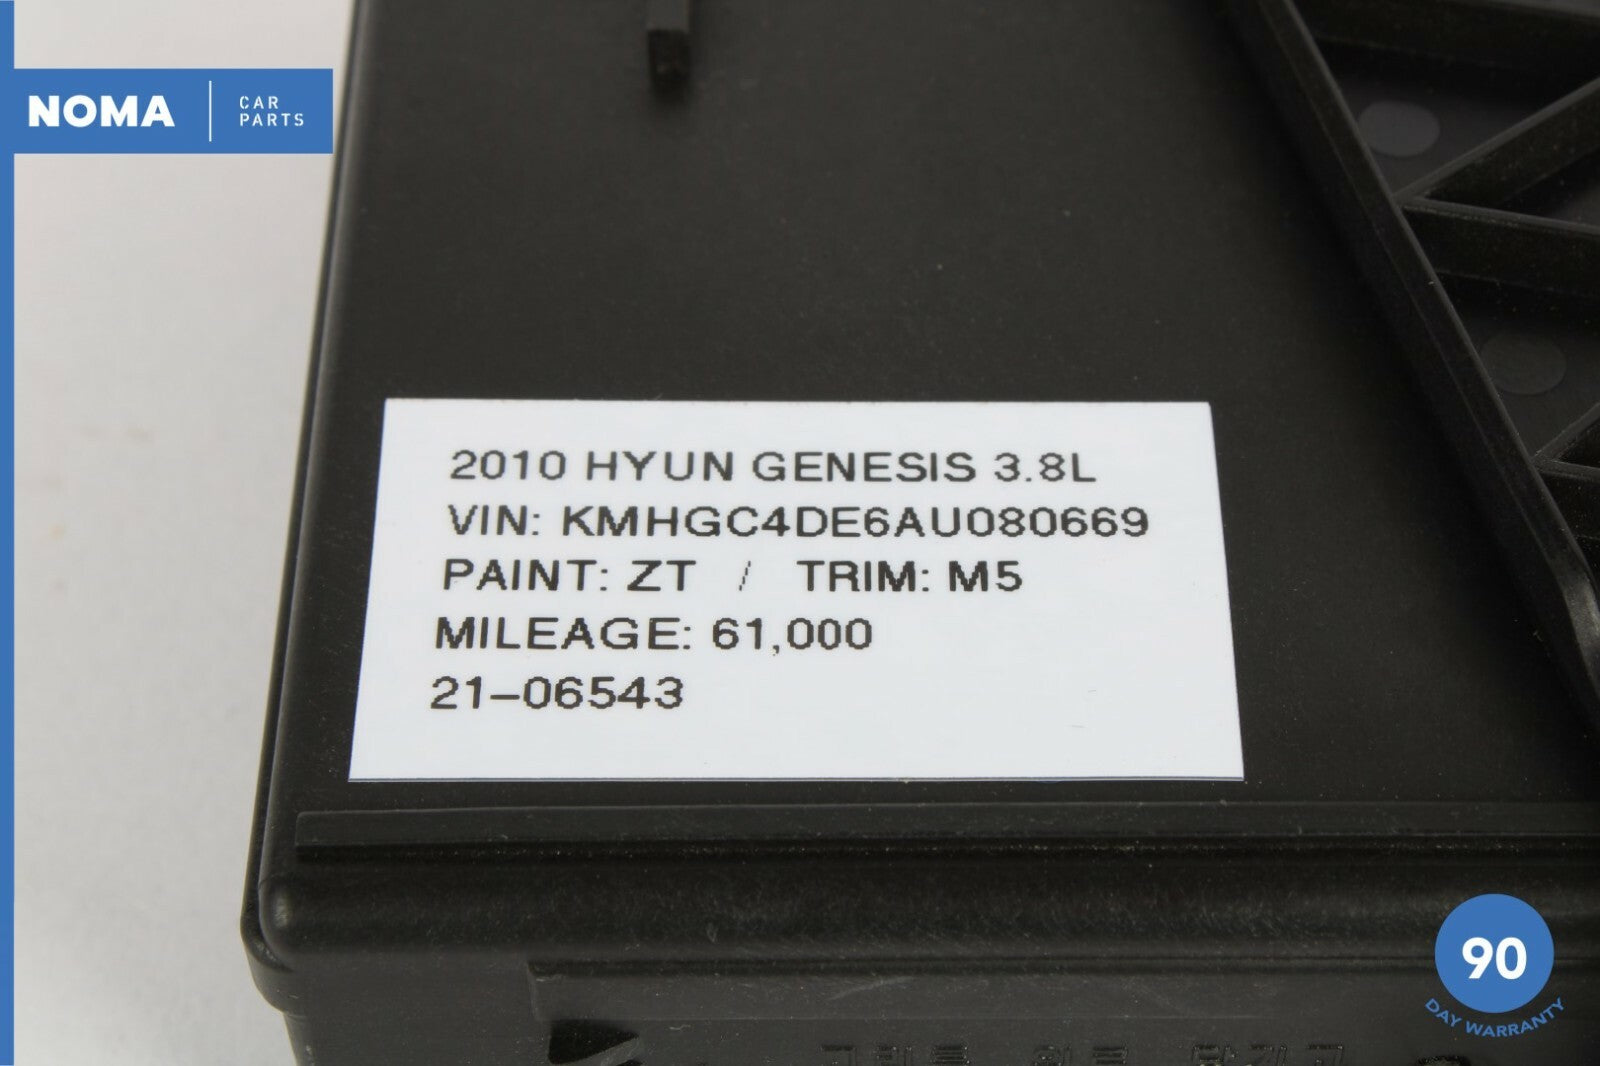 NOMA
CAR
PARTS
2010 HYUN GENESIS 3.8L
VIN: KMHGC4DE6AU080669
PAINT: ZT / TRIM: M5
MILEAGE: 61,000
21-06543
90
DAY WARRANTY